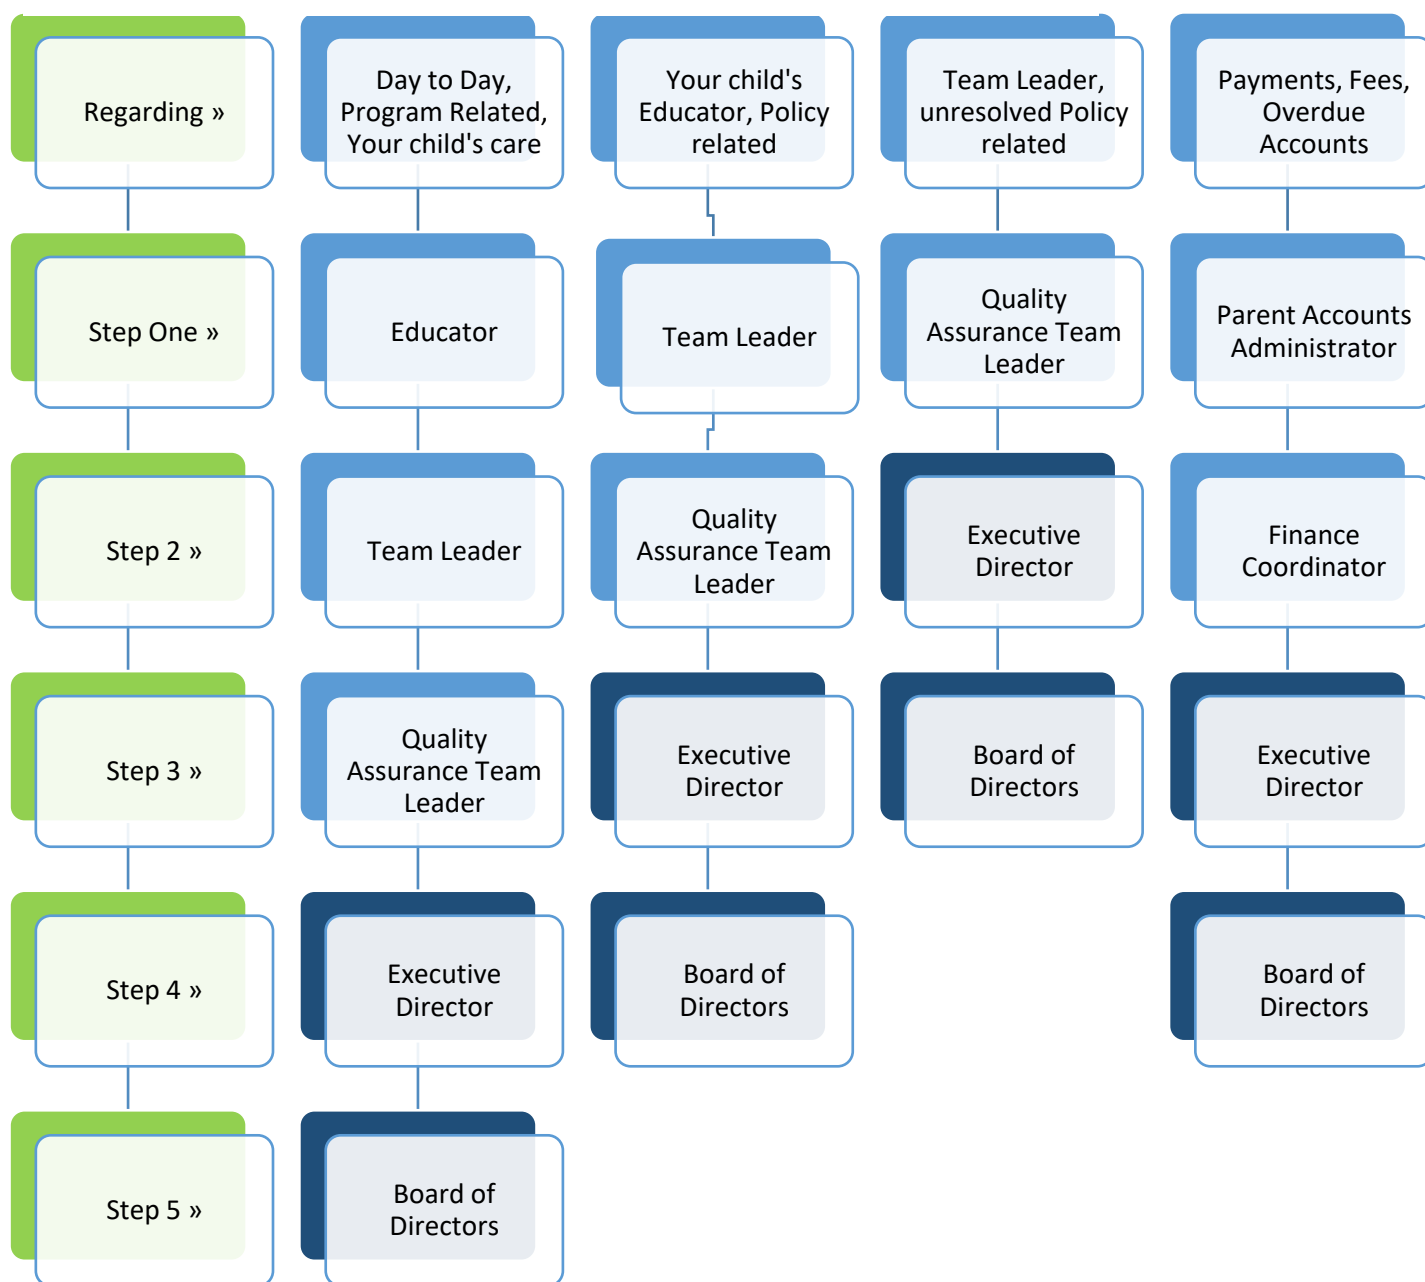 Regarding »
Day to Day,
Program Related,
Your child's care
Your child's
Educator, Policy
related
Team Leader,
unresolved Policy
related
Payments, Fees,
Overdue
Accounts
Step One »
Educator
Team Leader
Quality
Assurance Team
Leader
Parent Accounts
Administrator
Step 2 »
Team Leader
Quality
Assurance Team
Leader
Executive
Director
Finance
Coordinator
Step 3 »
Quality
Assurance Team
Leader
Executive
Director
Board of
Directors
Executive
Director
Step 4 »
Executive
Director
Board of
Directors
Board of
Directors
Step 5 »
Board of
Directors